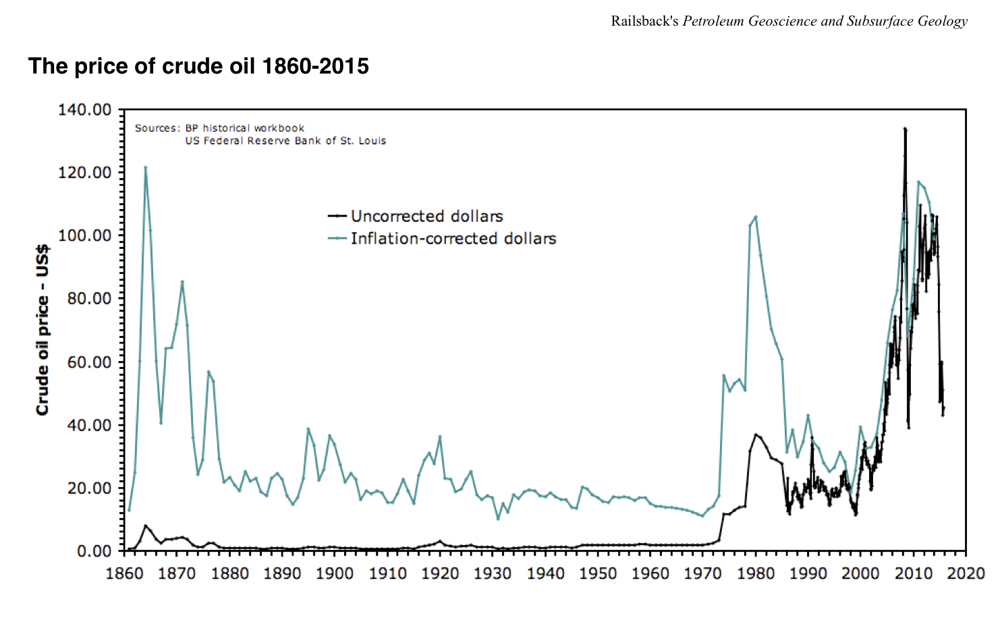 Railsback's Petroleum Geoscience and Subsurface Geology
The price of crude oil 1860-2015
140.00
120.00
100.00
80.00
60.00
40.00
20.00
0.00
Crude oil price - US$
Sources: BP historical workbook
US Federal Reserve Bank of St. Louis
Uncorrected dollars
Inflation-corrected dollars
1860 1870 1880 1890 1900 1910 1920 1930 1940 1950 1960 1970 1980 1990 2000 2010 2020